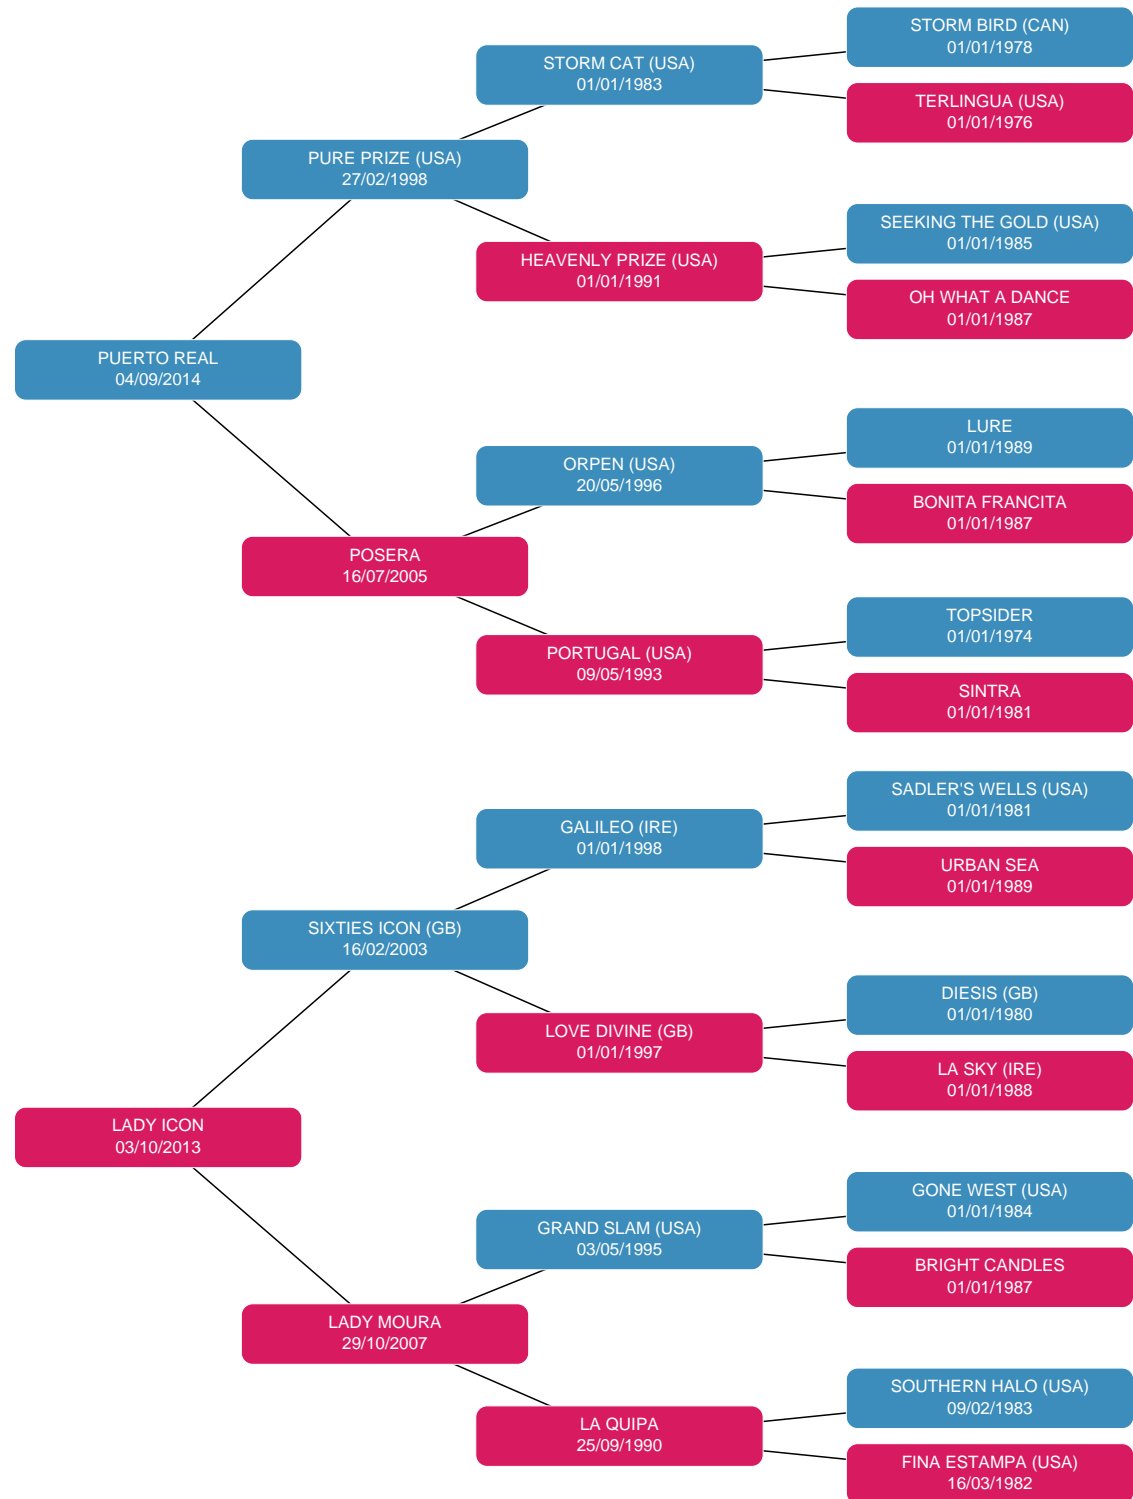 STORM BIRD (CAN)
01/01/1978
STORM CAT (USA)
01/01/1983
TERLINGUA (USA)
01/01/1976
PURE PRIZE (USA)
27/02/1998
SEEKING THE GOLD (USA)
01/01/1985
HEAVENLY PRIZE (USA)
01/01/1991
OH WHAT A DANCE
01/01/1987
PUERTO REAL
04/09/2014
LURE
01/01/1989
ORPEN (USA)
20/05/1996
BONITA FRANCITA
01/01/1987
POSERA
16/07/2005
TOPSIDER
01/01/1974
PORTUGAL (USA)
09/05/1993
SINTRA
01/01/1981
SADLER'S WELLS (USA)
01/01/1981
GALILEO (IRE)
01/01/1998
URBAN SEA
01/01/1989
SIXTIES ICON (GB)
16/02/2003
DIESIS (GB)
01/01/1980
LOVE DIVINE (GB)
01/01/1997
LA SKY (IRE)
01/01/1988
LADY ICON
03/10/2013
GONE WEST (USA)
01/01/1984
GRAND SLAM (USA)
03/05/1995
BRIGHT CANDLES
01/01/1987
LADY MOURA
29/10/2007
SOUTHERN HALO (USA)
09/02/1983
LA QUIPA
25/09/1990
FINA ESTAMPA (USA)
16/03/1982